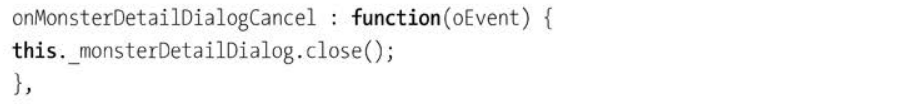 onMonsterDetailDialogCancel : function(oEvent) {
this._monsterDetailDialog.close();
},